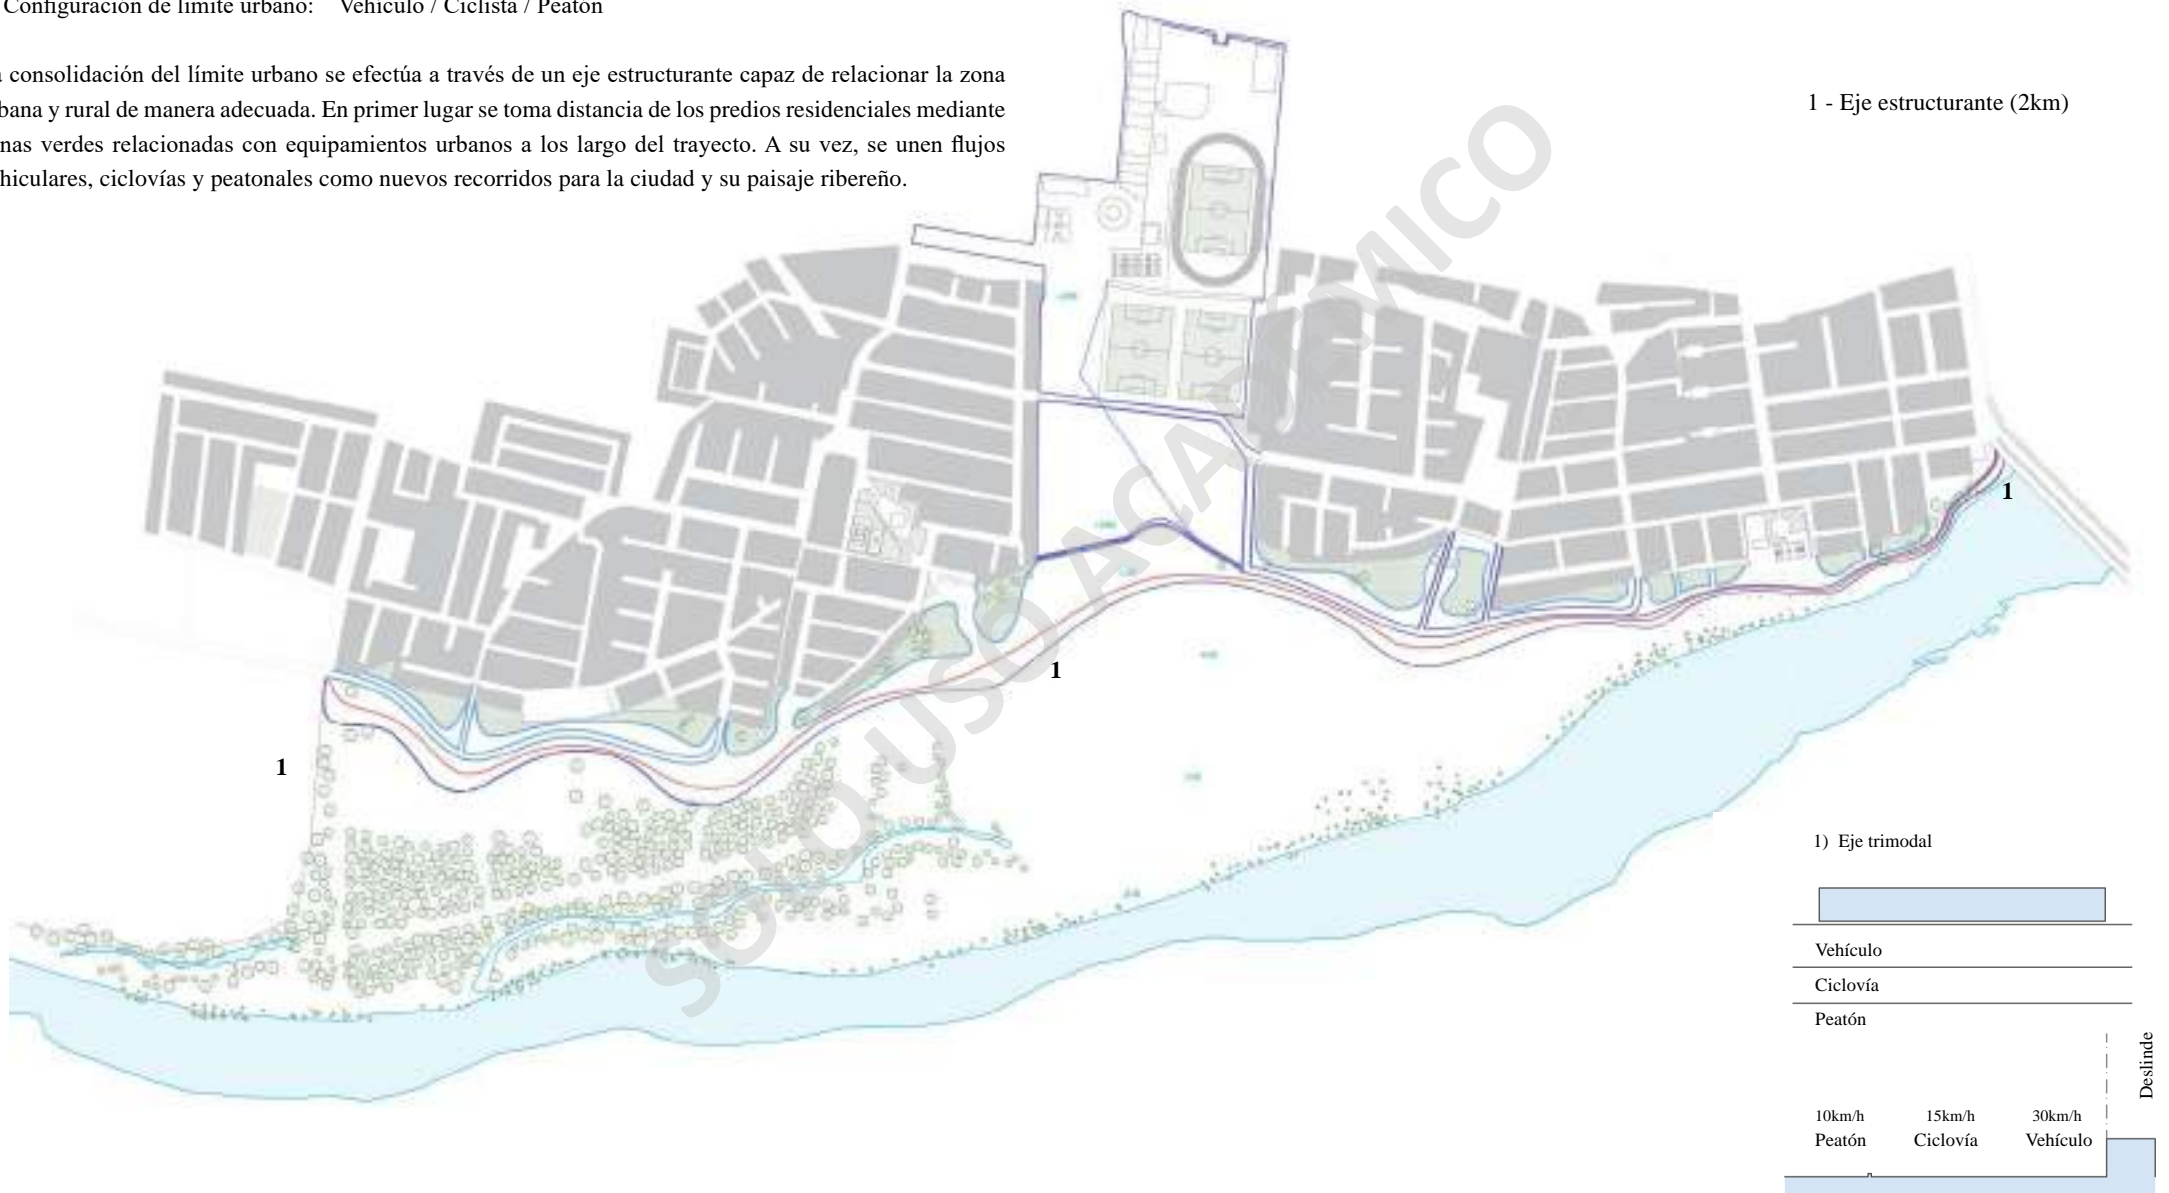 Configuración de límite urbano: Vehículo / Ciclista / Peatón
consolidación del límite urbano se efectúa a través de un eje estructurante capaz de relacionar la zona
bana y rural de manera adecuada. En primer lugar se toma distancia de los predios residenciales mediante
nas verdes relacionadas con equipamientos urbanos a los largo del trayecto. A su vez, se unen flujos
hiculares, ciclovías y peatonales como nuevos recorridos para la ciudad y su paisaje ribereño.
1 - Eje estructurante (2km)
SOLO USO ACADÉMICO
1
1
1
1) Eje trimodal
Vehículo
Ciclovía
Peatón
Deslinde
10km/h 15km/h 30km/h
Peatón Ciclovía Vehículo